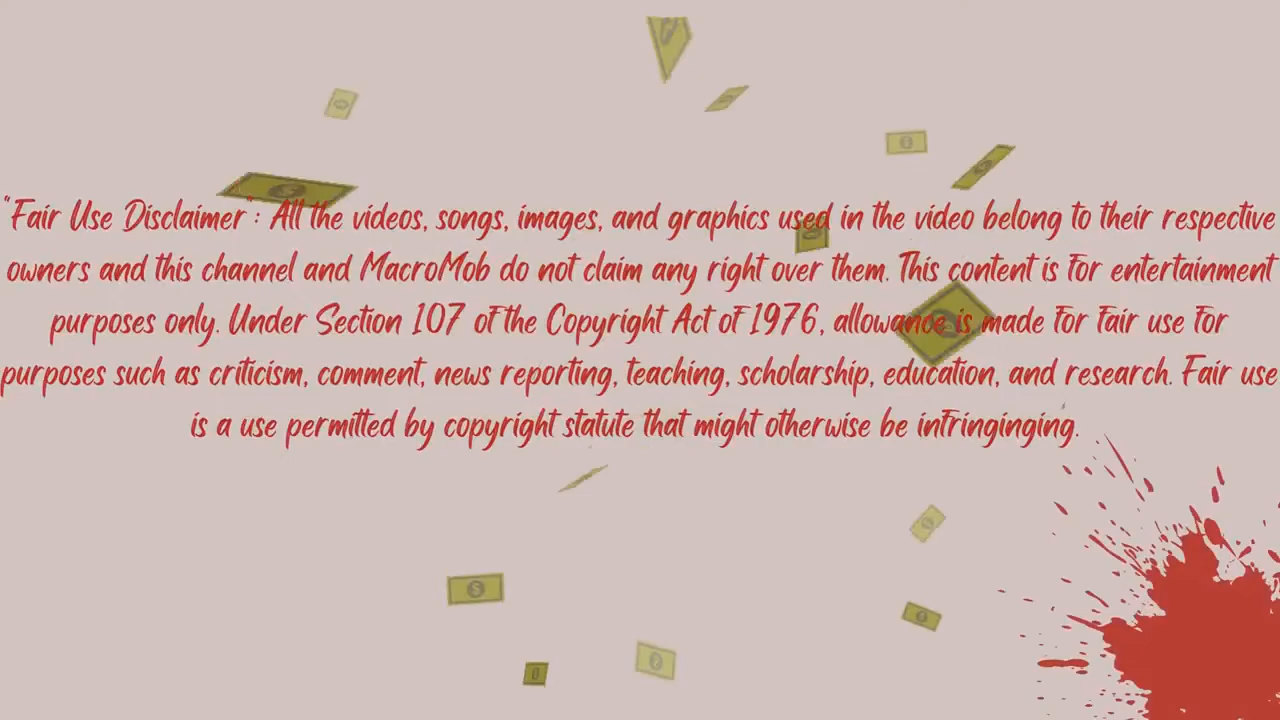 "Fair Use Disclaimer": All the videos, songs, images, and graphics used in the video belong to their respective
owners and this channel and MacroMob do not claim any right over them. This content is for entertainment
purposes only. Under Section 107 of the Copyright Act of 1976, allowance is made for fair use for
purposes such as criticism, comment, news reporting, teaching, scholarship, education, and research. Fair use
is a use permitted by copyright statute that might otherwise be infringinging.